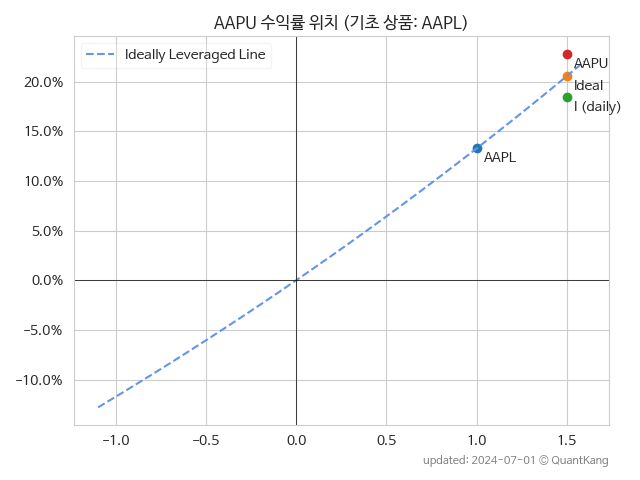 AAPU 수익률 위치 (기초 상품: AAPL)
Ideally Leveraged Line
AAPU
Ideal
I (daily)
AAPL
20.0%
15.0%
10.0%
5.0%
0.0%
−5.0%
−10.0%
−1.0
−0.5
0.0
0.5
1.0
1.5
updated: 2024-07-01 © QuantKang